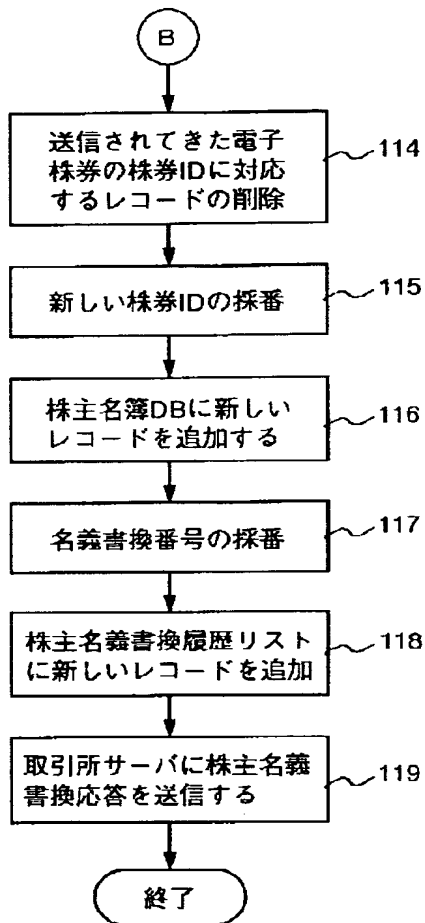 B
送信されてきた電子
株券の株券IDに対応
するレコードの削除
114
新しい株券IDの採番
115
株主名簿DBに新しい
レコードを追加する
116
名義書換番号の採番
117
株主名義書換履歴リスト
に新しいレコードを追加
118
取引所サーバに株主名義
書換応答を送信する
119
終了